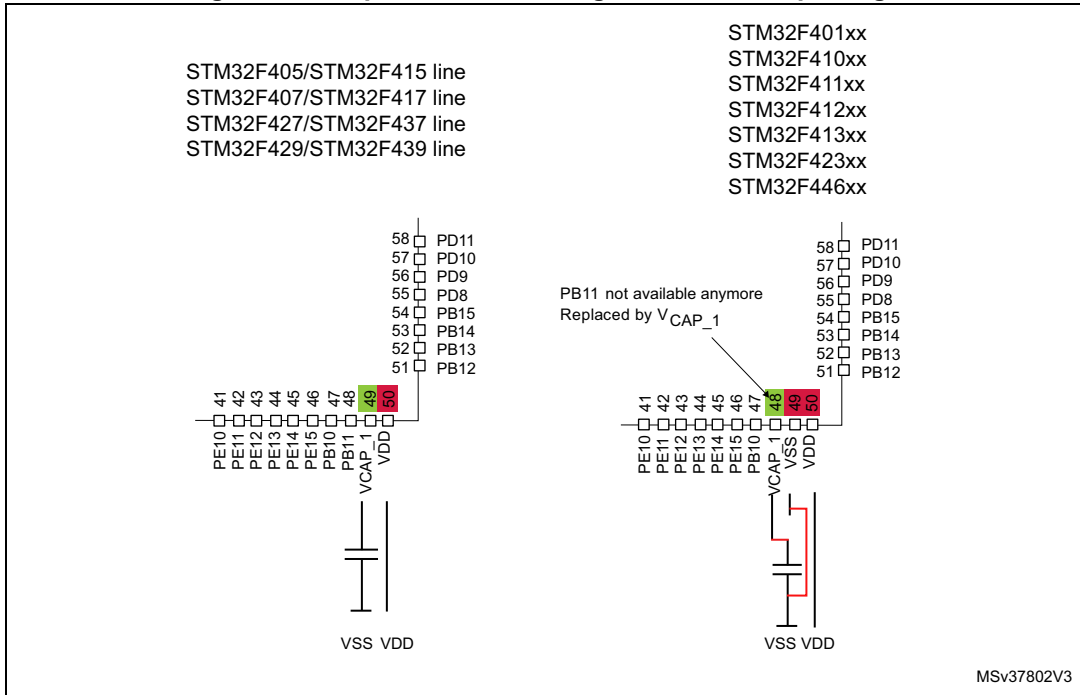 STM32F405/STM32F415 line
STM32F407/STM32F417 line
STM32F427/STM32F437 line
STM32F429/STM32F439 line
58 PD11
57 PD10
56 PD9
55 PD8
54 PB15
53 PB14
52 PB13
51 PB12
41 42 43 44 45 46 47 48 49 50
PE10 PE11 PE12 PE13 PE14 PE15 PB10 PB11 VCAP_1 VDD
VSS VDD
STM32F401xx
STM32F410xx
STM32F411xx
STM32F412xx
STM32F413xx
STM32F423xx
STM32F446xx
PB11 not available anymore
Replaced by VCAP_1
58 PD11
57 PD10
56 PD9
55 PD8
54 PB15
53 PB14
52 PB13
51 PB12
41 42 43 44 45 46 47 48 49 50
PE10 PE11 PE12 PE13 PE14 PE15 PB10 VCAP_1 VSS VDD
VSS VDD
MSv37802V3